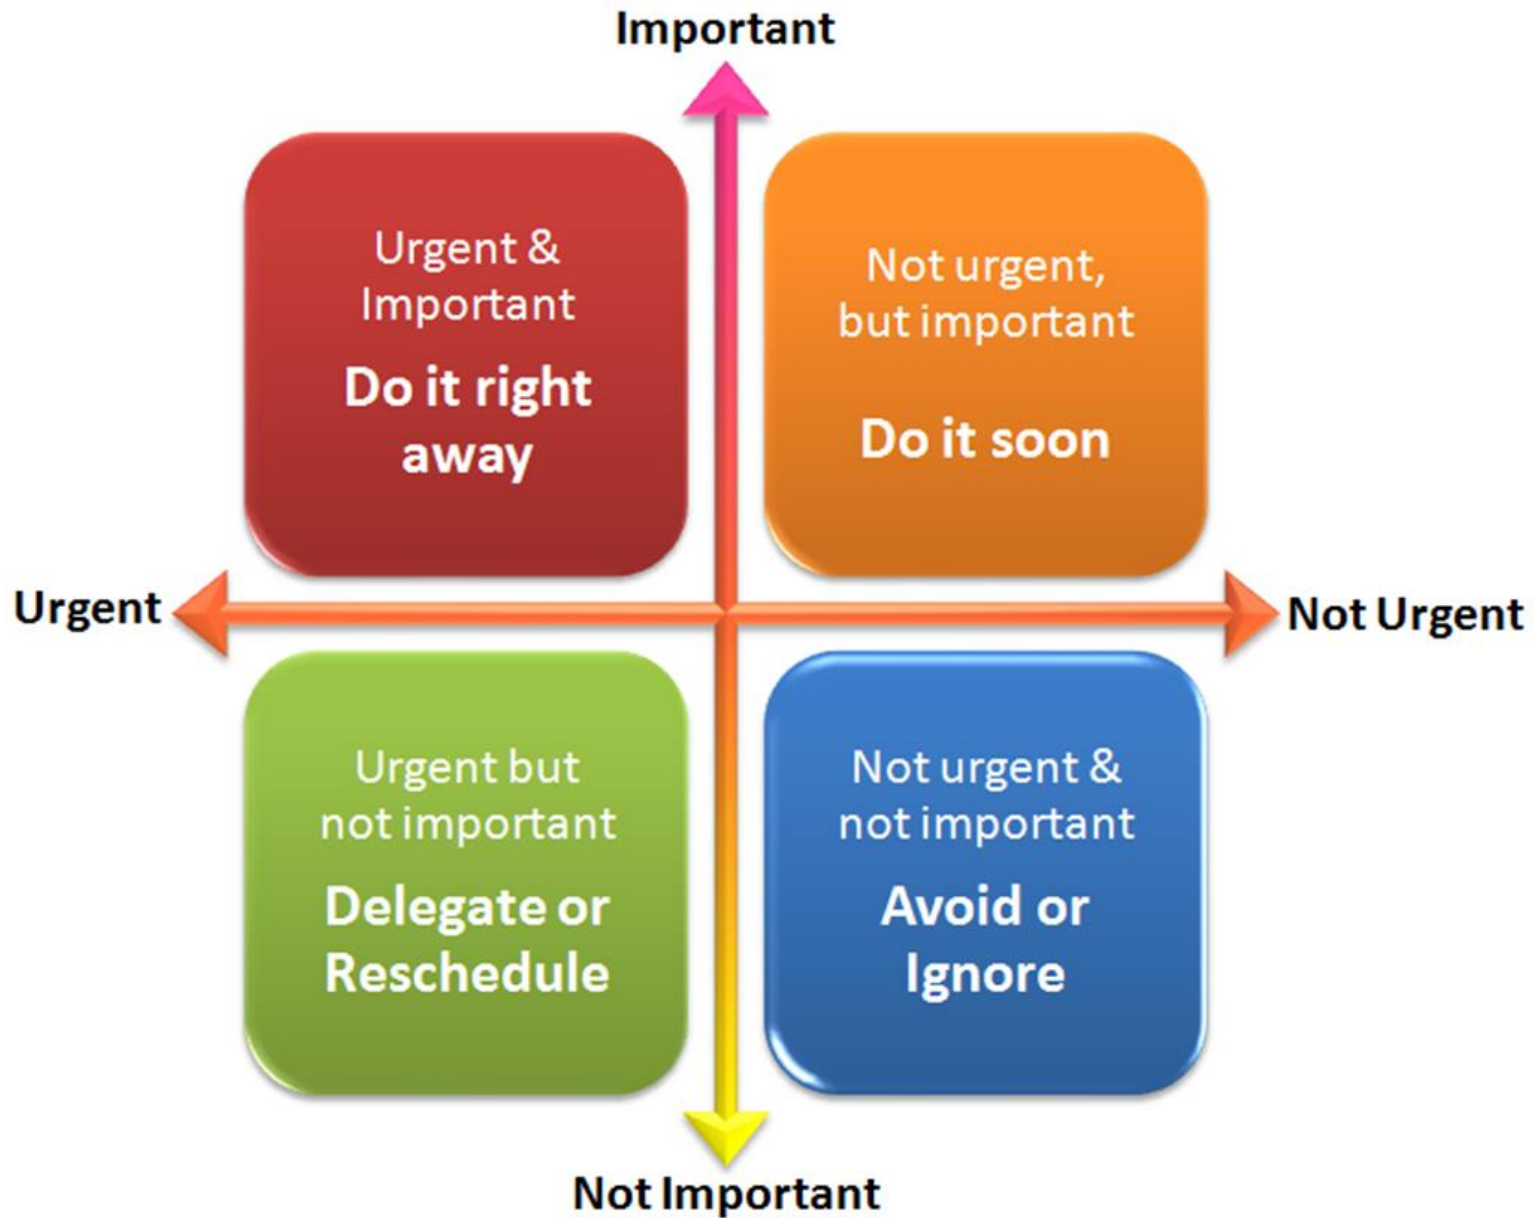 Important
Urgent &
Important
Do it right
away
Not urgent,
but important
Do it soon
Urgent
Not Urgent
Urgent but
not important
Delegate or
Reschedule
Not urgent &
not important
Avoid or
Ignore
Not Important